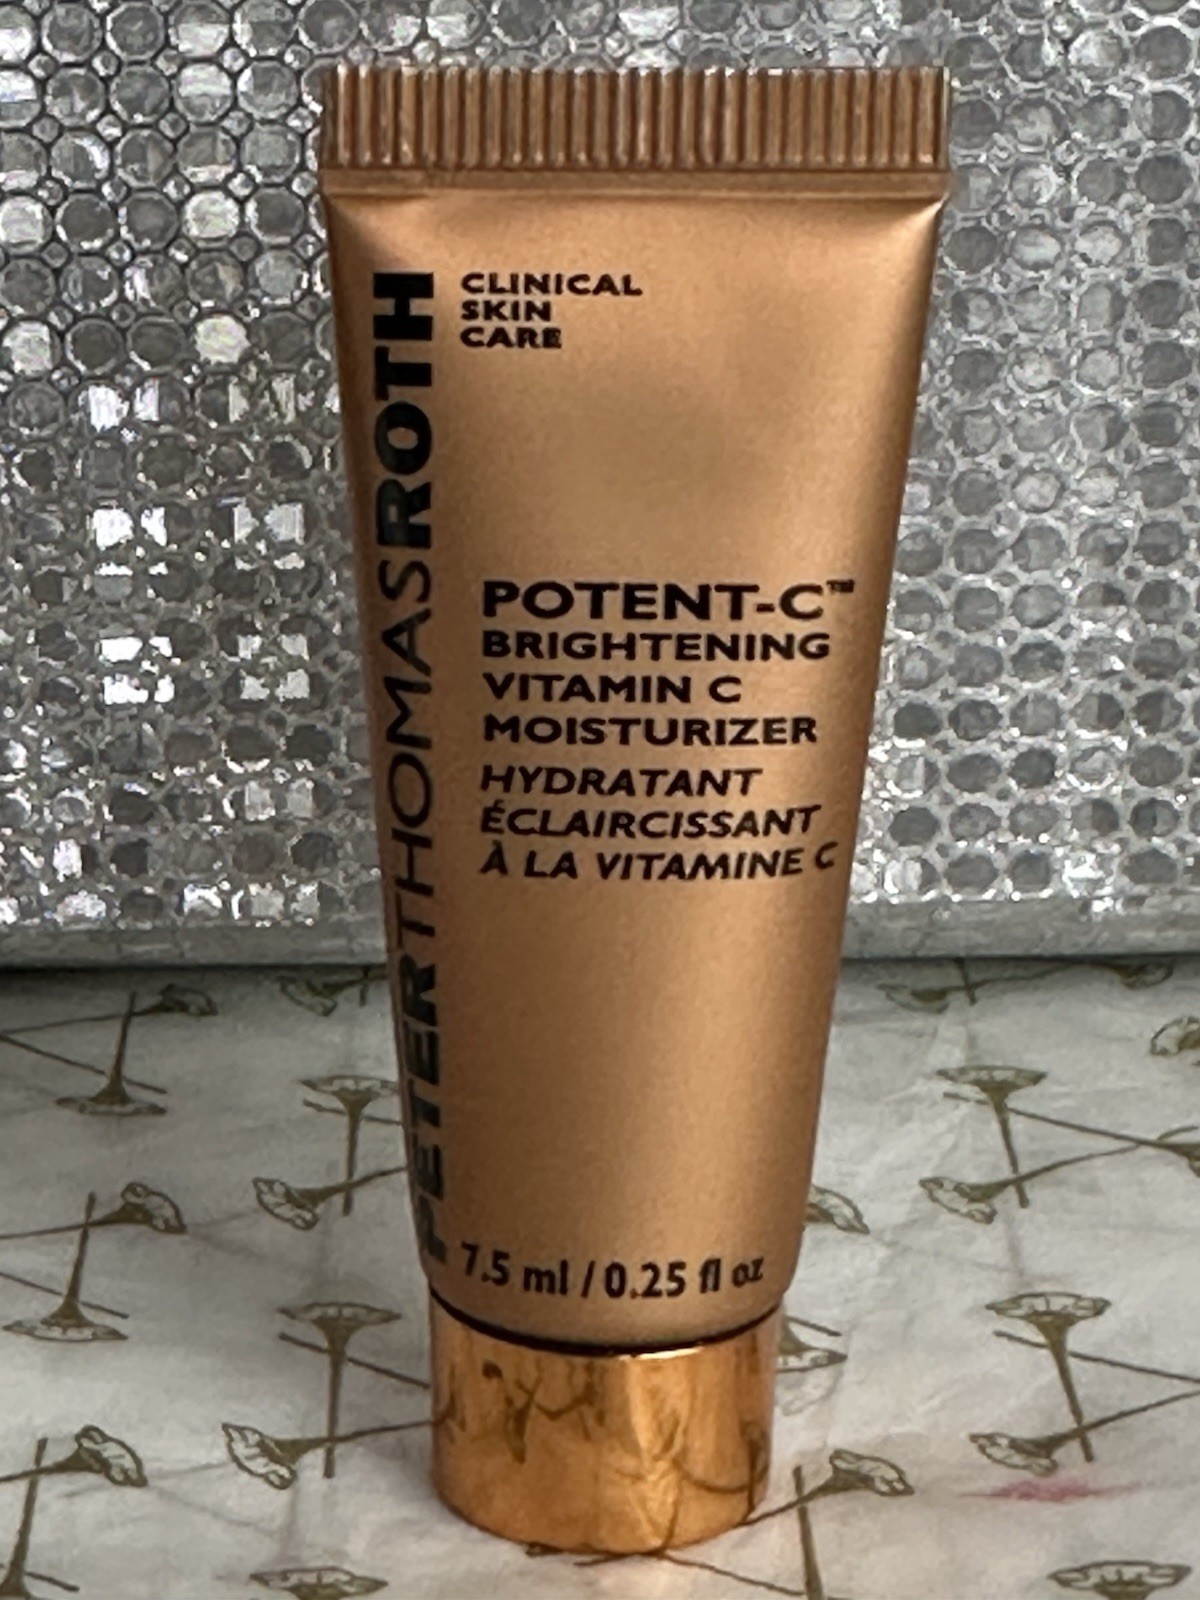 PETERTHOMASROTH
CLINICAL
SKIN
CARE
POTENT-C™
BRIGHTENING
VITAMIN C
MOISTURIZER
HYDRATANT
ÉCLAIRCISSANT
À LA VITAMINE C
7.5 ml / 0.25 fl oz